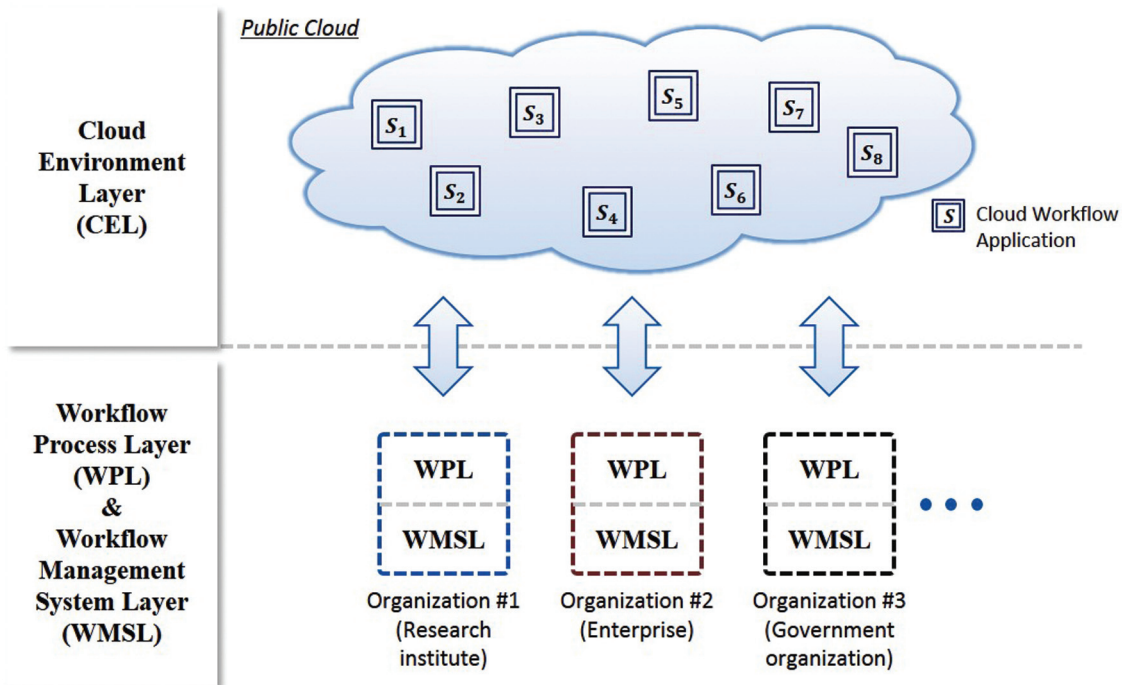 Public Cloud
Cloud
Environment
Layer
(CEL)
S1
S2
S3
S4
S5
S6
S7
S8
S Cloud Workflow
Application
Workflow
Process Layer
(WPL)
&
Workflow
Management
System Layer
(WMSL)
WPL
WMSL
Organization #1
(Research
institute)
WPL
WMSL
Organization #2
(Enterprise)
WPL
WMSL
Organization #3
(Government
organization)